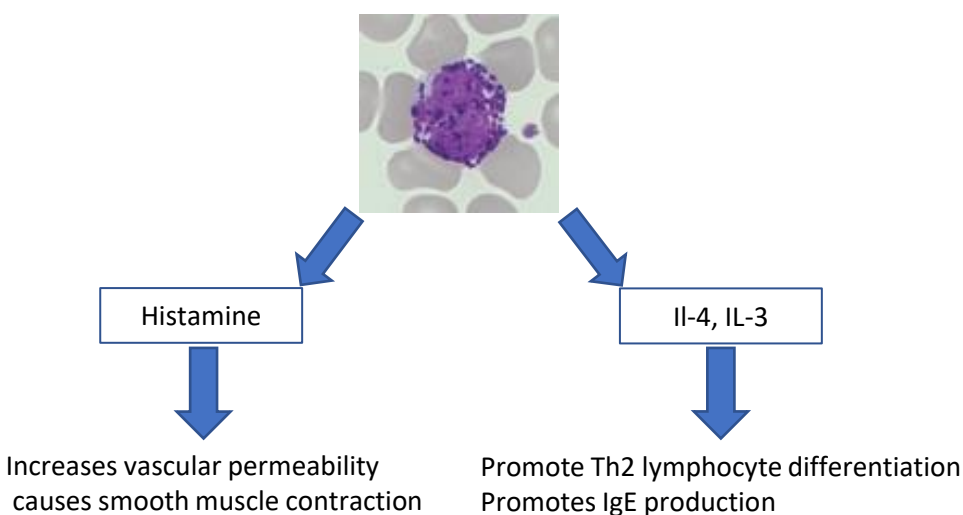 Histamine
Il-4, IL-3
Increases vascular permeability
causes smooth muscle contraction
Promote Th2 lymphocyte differentiation
Promotes IgE production